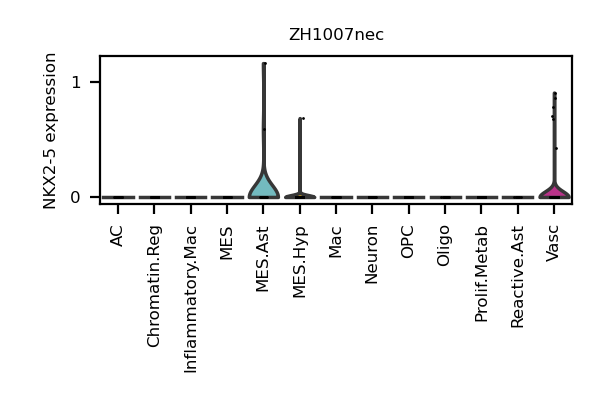 ZH1007nec
NKX2-5 expression
1
0
AC
Chromatin.Reg
Inflammatory.Mac
MES
MES.Ast
MES.Hyp
Mac
Neuron
OPC
Oligo
Prolif.Metab
Reactive.Ast
Vasc